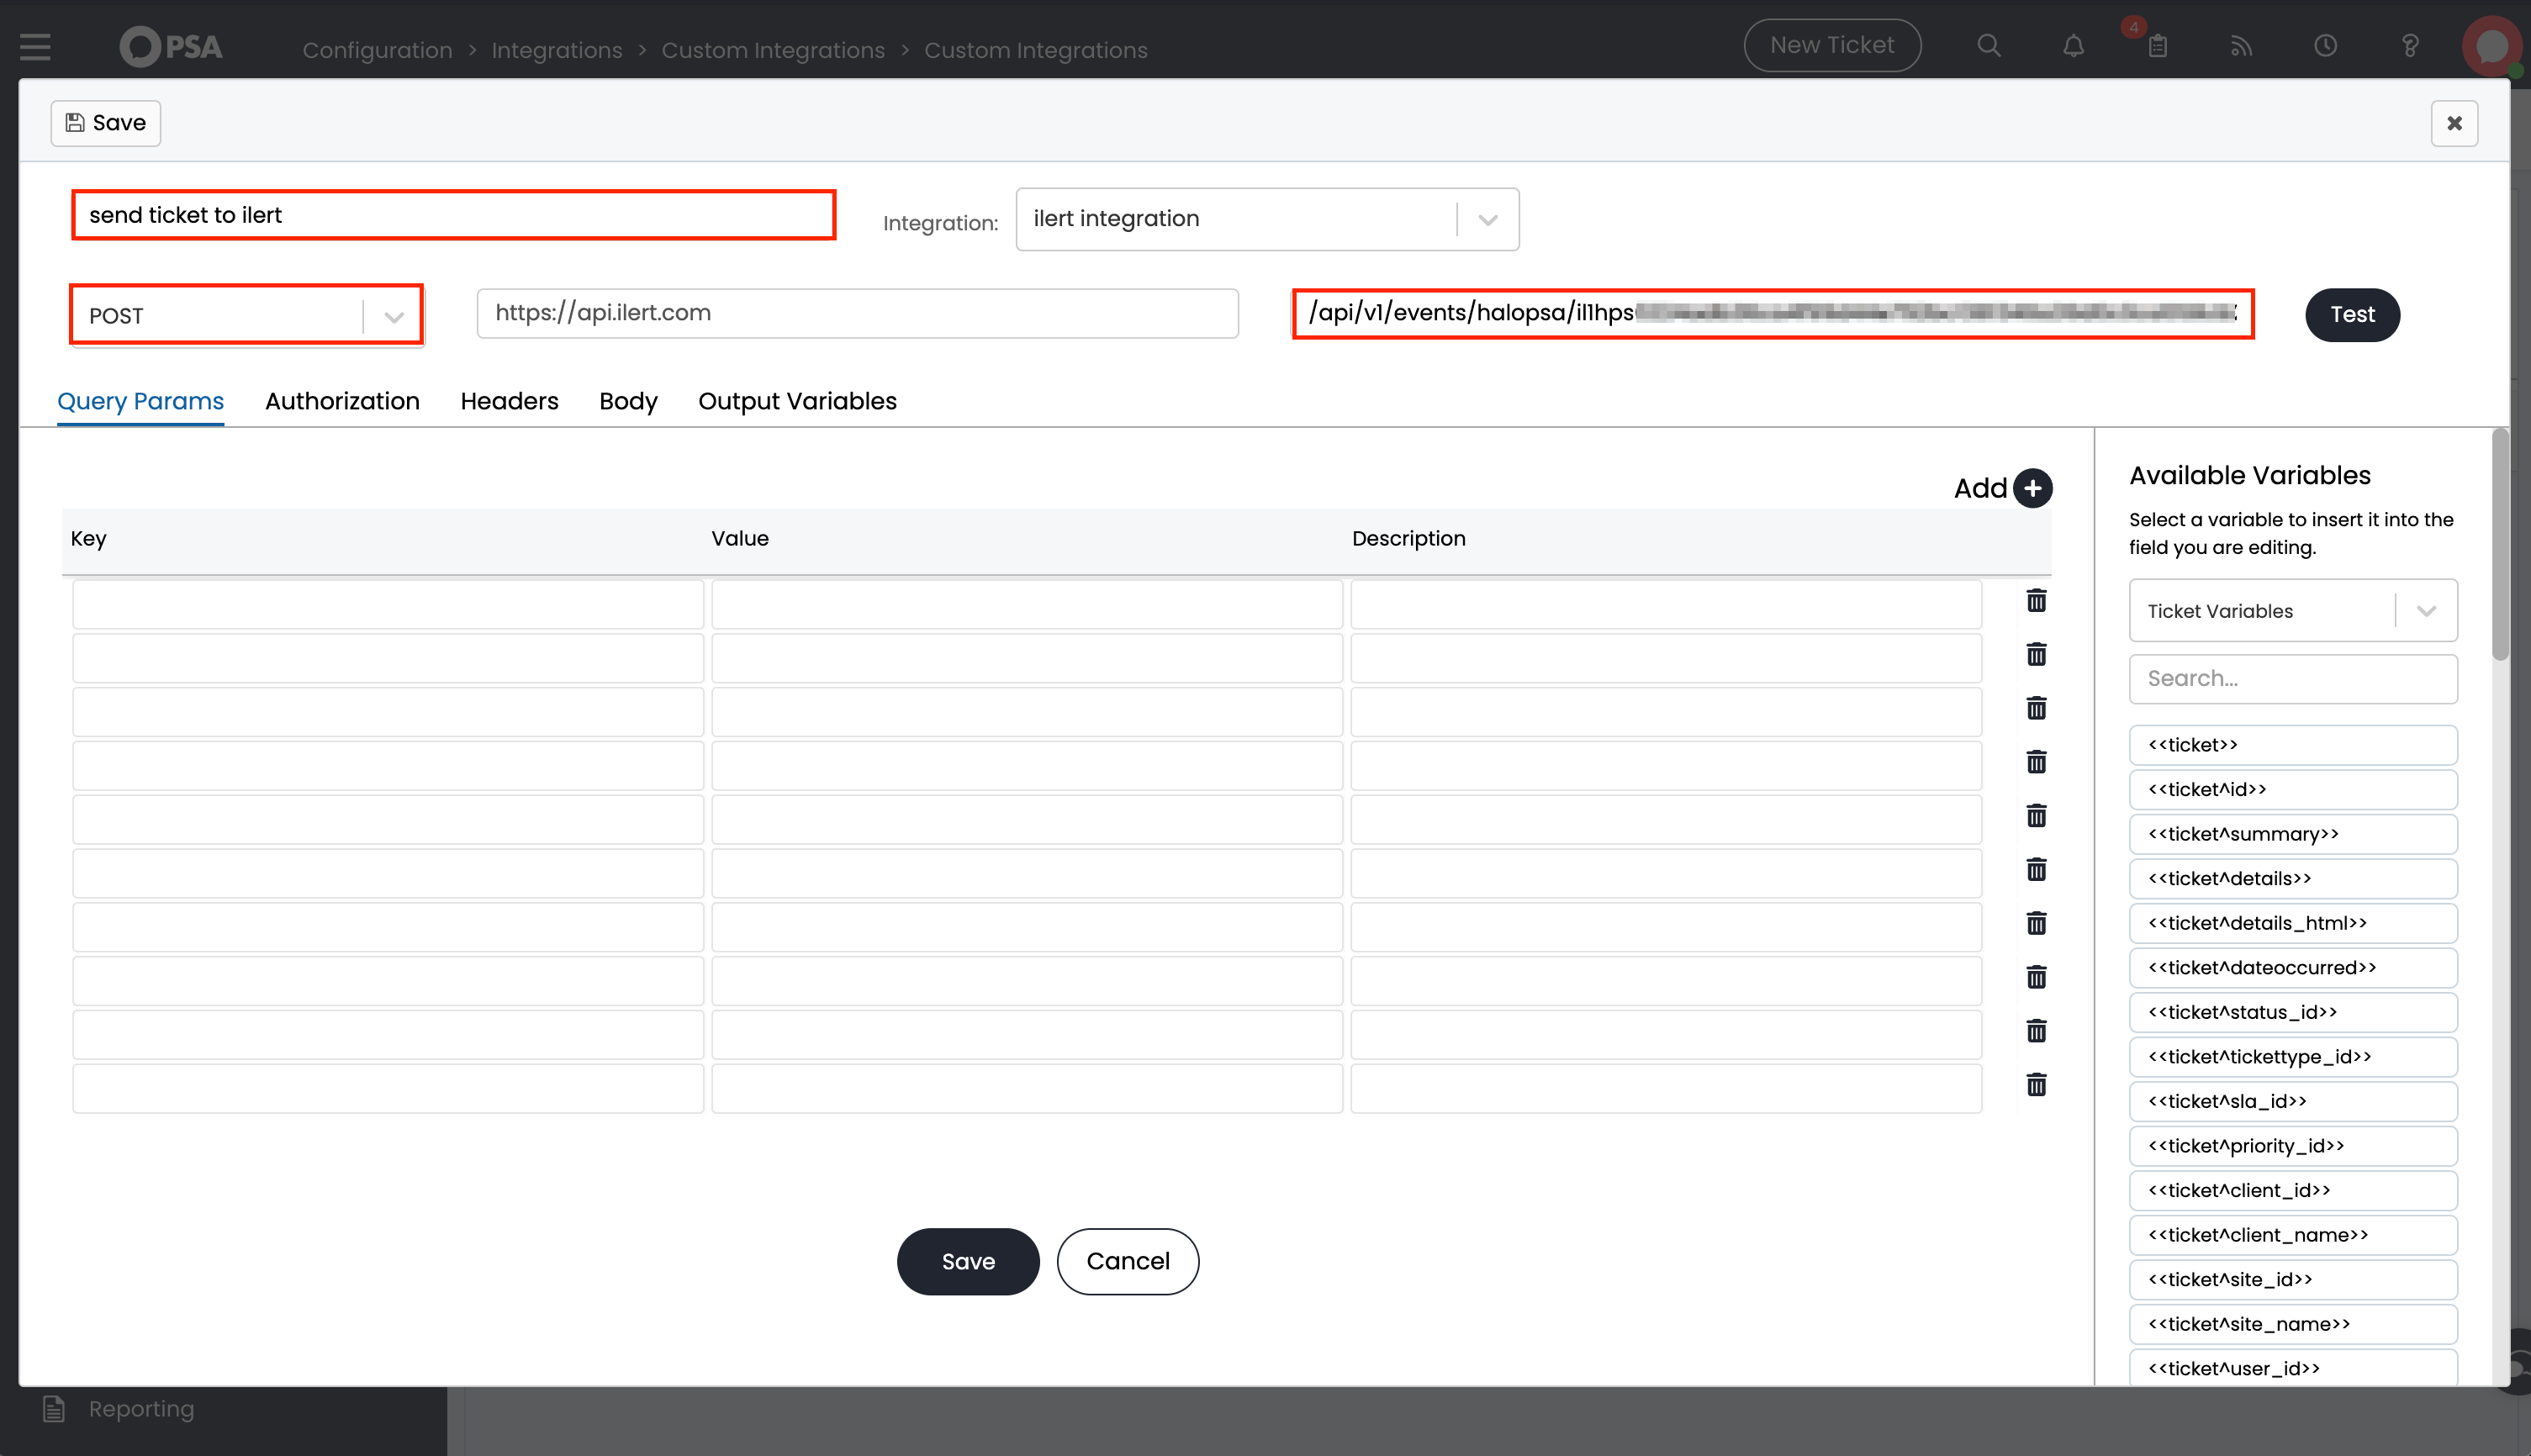 PSA
Configuration > Integrations > Custom Integrations > Custom Integrations
New Ticket
4
Save
send ticket to ilert
Integration:
ilert integration
POST
https://api.ilert.com
/api/v1/events/halopsa/il1hps
Test
Query Params
Authorization
Headers
Body
Output Variables
Add
Key
Value
Description
Available Variables
Select a variable to insert it into the
field you are editing.
Ticket Variables
Search...
<<ticket>>
<<ticket^id>>
<<ticket^summary>>
<<ticket^details>>
<<ticket^details_html>>
<<ticket^dateoccurred>>
<<ticket^status_id>>
<<ticket^tickettype_id>>
<<ticket^sla_id>>
<<ticket^priority_id>>
<<ticket^client_id>>
<<ticket^client_name>>
<<ticket^site_id>>
<<ticket^site_name>>
<<ticket^user_id>>
Save
Cancel
Reporting